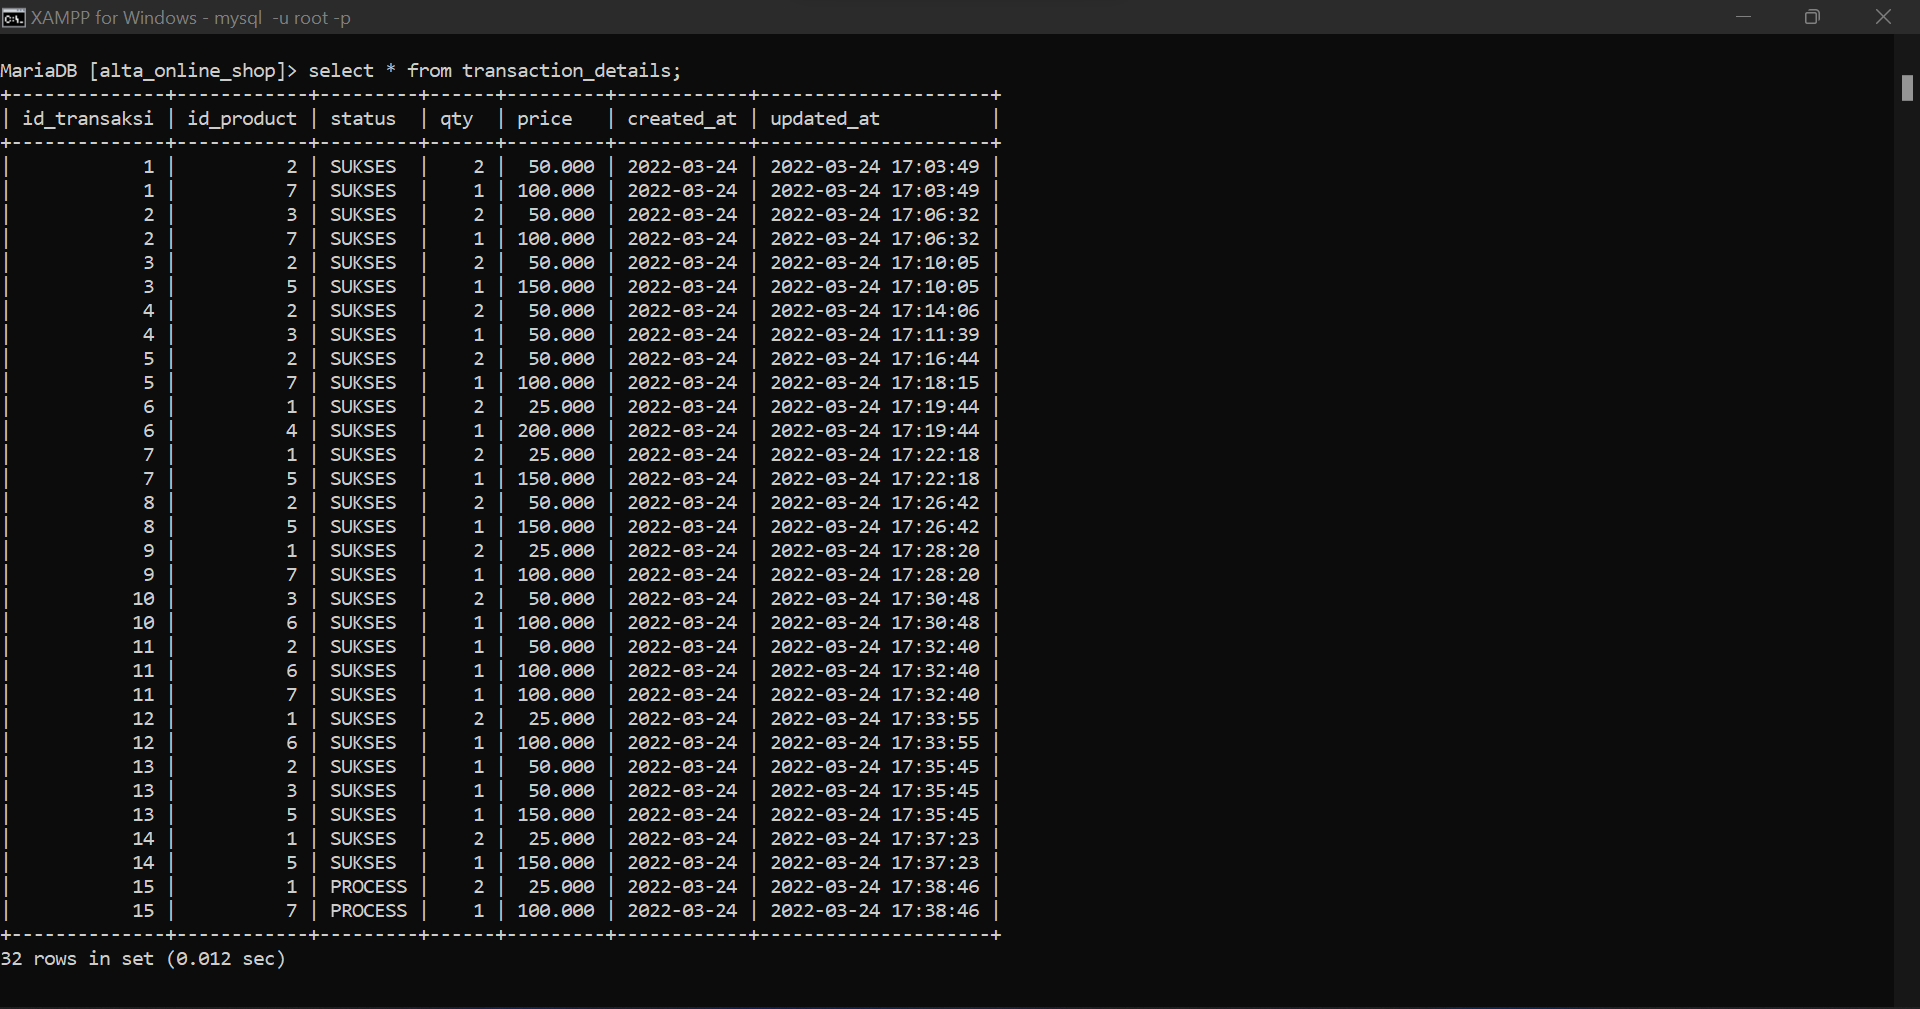 XAMPP for Windows - mysql  -u root -p
MariaDB [alta_online_shop]> select * from transaction_details;
+--------------+------------+---------+------+---------+------------+---------------------+
| id_transaksi | id_product | status  | qty  | price   | created_at | updated_at          |
+--------------+------------+---------+------+---------+------------+---------------------+
|            1 |          2 | SUKSES  |    2 |  50.000 | 2022-03-24 | 2022-03-24 17:03:49 |
|            1 |          7 | SUKSES  |    1 | 100.000 | 2022-03-24 | 2022-03-24 17:03:49 |
|            2 |          3 | SUKSES  |    2 |  50.000 | 2022-03-24 | 2022-03-24 17:06:32 |
|            2 |          7 | SUKSES  |    1 | 100.000 | 2022-03-24 | 2022-03-24 17:06:32 |
|            3 |          2 | SUKSES  |    2 |  50.000 | 2022-03-24 | 2022-03-24 17:10:05 |
|            3 |          5 | SUKSES  |    1 | 150.000 | 2022-03-24 | 2022-03-24 17:10:05 |
|            4 |          2 | SUKSES  |    2 |  50.000 | 2022-03-24 | 2022-03-24 17:14:06 |
|            4 |          3 | SUKSES  |    1 |  50.000 | 2022-03-24 | 2022-03-24 17:11:39 |
|            5 |          2 | SUKSES  |    2 |  50.000 | 2022-03-24 | 2022-03-24 17:16:44 |
|            5 |          7 | SUKSES  |    1 | 100.000 | 2022-03-24 | 2022-03-24 17:18:15 |
|            6 |          1 | SUKSES  |    2 |  25.000 | 2022-03-24 | 2022-03-24 17:19:44 |
|            6 |          4 | SUKSES  |    1 | 200.000 | 2022-03-24 | 2022-03-24 17:19:44 |
|            7 |          1 | SUKSES  |    2 |  25.000 | 2022-03-24 | 2022-03-24 17:22:18 |
|            7 |          5 | SUKSES  |    1 | 150.000 | 2022-03-24 | 2022-03-24 17:22:18 |
|            8 |          2 | SUKSES  |    2 |  50.000 | 2022-03-24 | 2022-03-24 17:26:42 |
|            8 |          5 | SUKSES  |    1 | 150.000 | 2022-03-24 | 2022-03-24 17:26:42 |
|            9 |          1 | SUKSES  |    2 |  25.000 | 2022-03-24 | 2022-03-24 17:28:20 |
|            9 |          7 | SUKSES  |    1 | 100.000 | 2022-03-24 | 2022-03-24 17:28:20 |
|           10 |          3 | SUKSES  |    2 |  50.000 | 2022-03-24 | 2022-03-24 17:30:48 |
|           10 |          6 | SUKSES  |    1 | 100.000 | 2022-03-24 | 2022-03-24 17:30:48 |
|           11 |          2 | SUKSES  |    1 |  50.000 | 2022-03-24 | 2022-03-24 17:32:40 |
|           11 |          6 | SUKSES  |    1 | 100.000 | 2022-03-24 | 2022-03-24 17:32:40 |
|           11 |          7 | SUKSES  |    1 | 100.000 | 2022-03-24 | 2022-03-24 17:32:40 |
|           12 |          1 | SUKSES  |    2 |  25.000 | 2022-03-24 | 2022-03-24 17:33:55 |
|           12 |          6 | SUKSES  |    1 | 100.000 | 2022-03-24 | 2022-03-24 17:33:55 |
|           13 |          2 | SUKSES  |    1 |  50.000 | 2022-03-24 | 2022-03-24 17:35:45 |
|           13 |          3 | SUKSES  |    1 |  50.000 | 2022-03-24 | 2022-03-24 17:35:45 |
|           13 |          5 | SUKSES  |    1 | 150.000 | 2022-03-24 | 2022-03-24 17:35:45 |
|           14 |          1 | SUKSES  |    2 |  25.000 | 2022-03-24 | 2022-03-24 17:37:23 |
|           14 |          5 | SUKSES  |    1 | 150.000 | 2022-03-24 | 2022-03-24 17:37:23 |
|           15 |          1 | PROCESS |    2 |  25.000 | 2022-03-24 | 2022-03-24 17:38:46 |
|           15 |          7 | PROCESS |    1 | 100.000 | 2022-03-24 | 2022-03-24 17:38:46 |
+--------------+------------+---------+------+---------+------------+---------------------+
32 rows in set (0.012 sec)